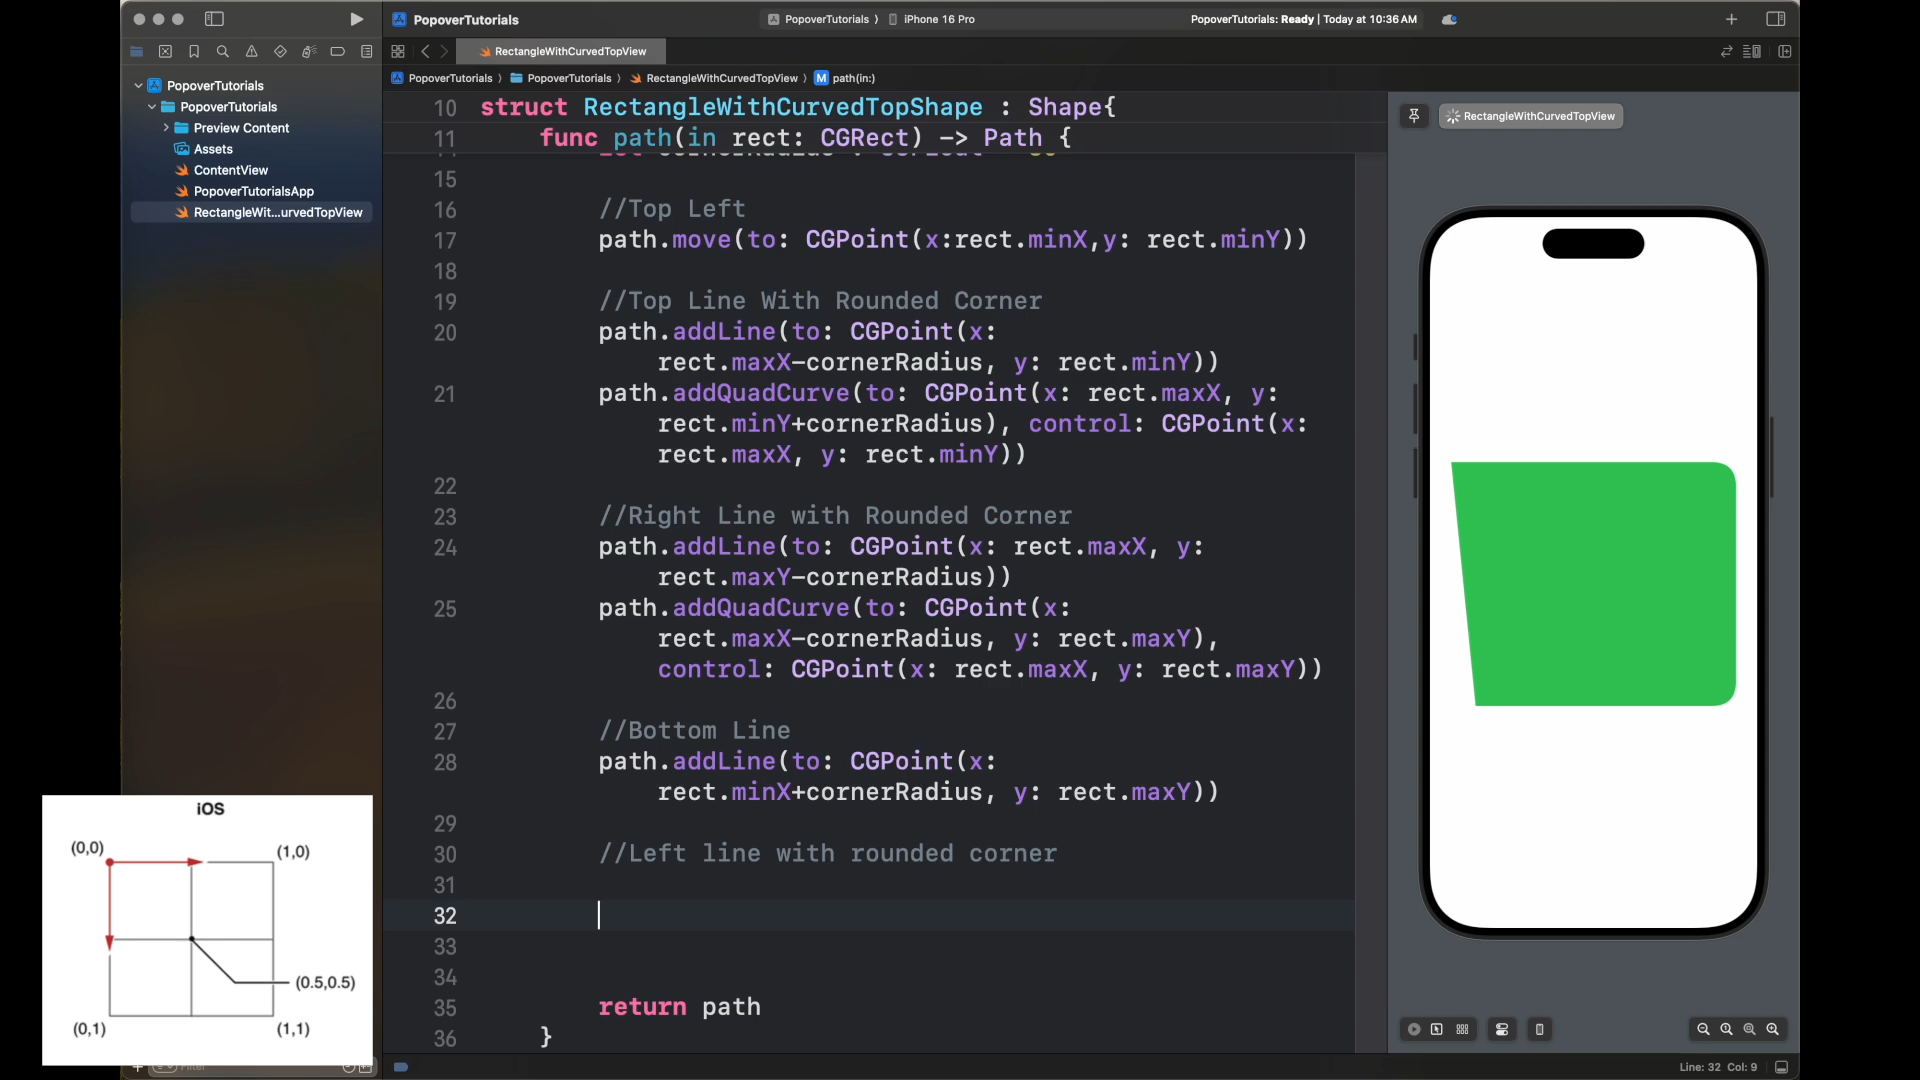 PopoverTutorials
PopoverTutorials
iPhone 16 Pro
PopoverTutorials: Ready | Today at 10:36 AM
RectangleWithCurvedTopView
PopoverTutorials
PopoverTutorials
Preview Content
Assets
ContentView
PopoverTutorialsApp
RectangleWit...urvedTopView
PopoverTutorials
PopoverTutorials
RectangleWithCurvedTopView
M path(in:)
10 struct RectangleWithCurvedTopShape : Shape{
11 func path(in rect: CGRect) -> Path {
15
16 //Top Left
17 path.move(to: CGPoint(x:rect.minX,y: rect.minY))
18
19 //Top Line With Rounded Corner
20 path.addLine(to: CGPoint(x:
rect.maxX-cornerRadius, y: rect.minY))
21 path.addQuadCurve(to: CGPoint(x: rect.maxX, y:
rect.minY+cornerRadius), control: CGPoint(x:
rect.maxX, y: rect.minY))
22
23 //Right Line with Rounded Corner
24 path.addLine(to: CGPoint(x: rect.maxX, y:
rect.maxY-cornerRadius))
25 path.addQuadCurve(to: CGPoint(x:
rect.maxX-cornerRadius, y: rect.maxY),
control: CGPoint(x: rect.maxX, y: rect.maxY))
26
27 //Bottom Line
28 path.addLine(to: CGPoint(x:
rect.minX+cornerRadius, y: rect.maxY))
29
30 //Left line with rounded corner
31
32
33
34
35 return path
36 }
RectangleWithCurvedTopView
iOS
(0,0)
(1,0)
(0.5,0.5)
(0,1)
(1,1)
Filter
Line: 32 Col: 9